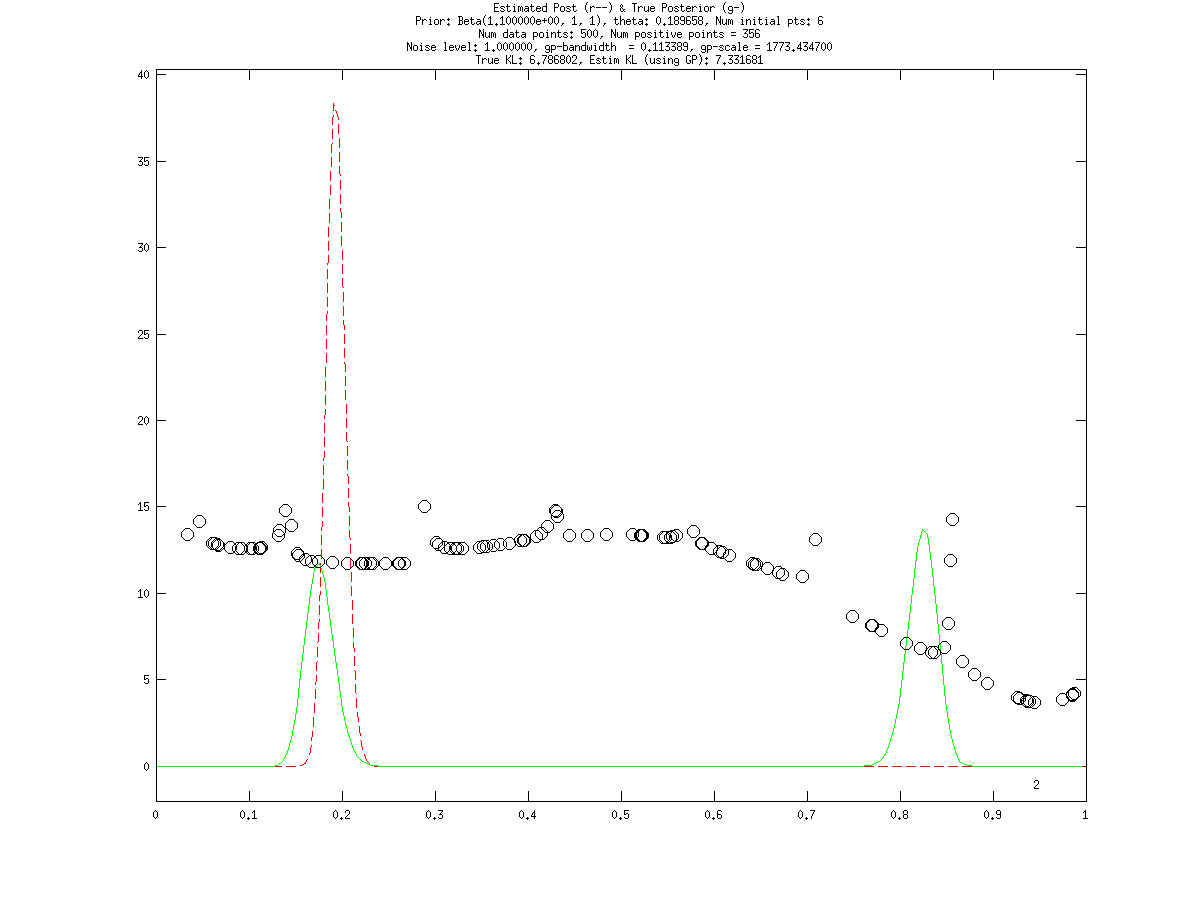 Estimated Post (r--) & True Posterior (g-)
Prior: Beta(1.100000e+00, 1, 1), theta: 0.189658, Num initial pts: 6
Num data points: 500, Num positive points = 356
Noise level: 1.000000, gp-bandwidth  = 0.113389, gp-scale = 1773.434700
True KL: 6.786802, Estim KL (using GP): 7.331681
40
35
30
25
20
15
10
5
0
2
0 0.1 0.2 0.3 0.4 0.5 0.6 0.7 0.8 0.9 1